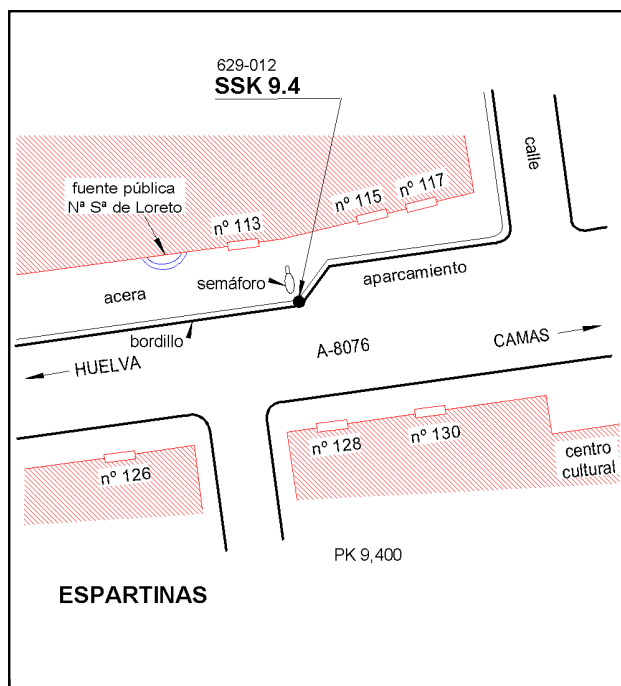 629-012
SSK 9.4
calle
fuente pública
Nª Sª de Loreto
nº 113
nº 115
nº 117
semáforo
aparcamiento
acera
bordillo
A-8076
CAMAS
HUELVA
nº 126
nº 128
nº 130
centro
cultural
PK 9,400
ESPARTINAS